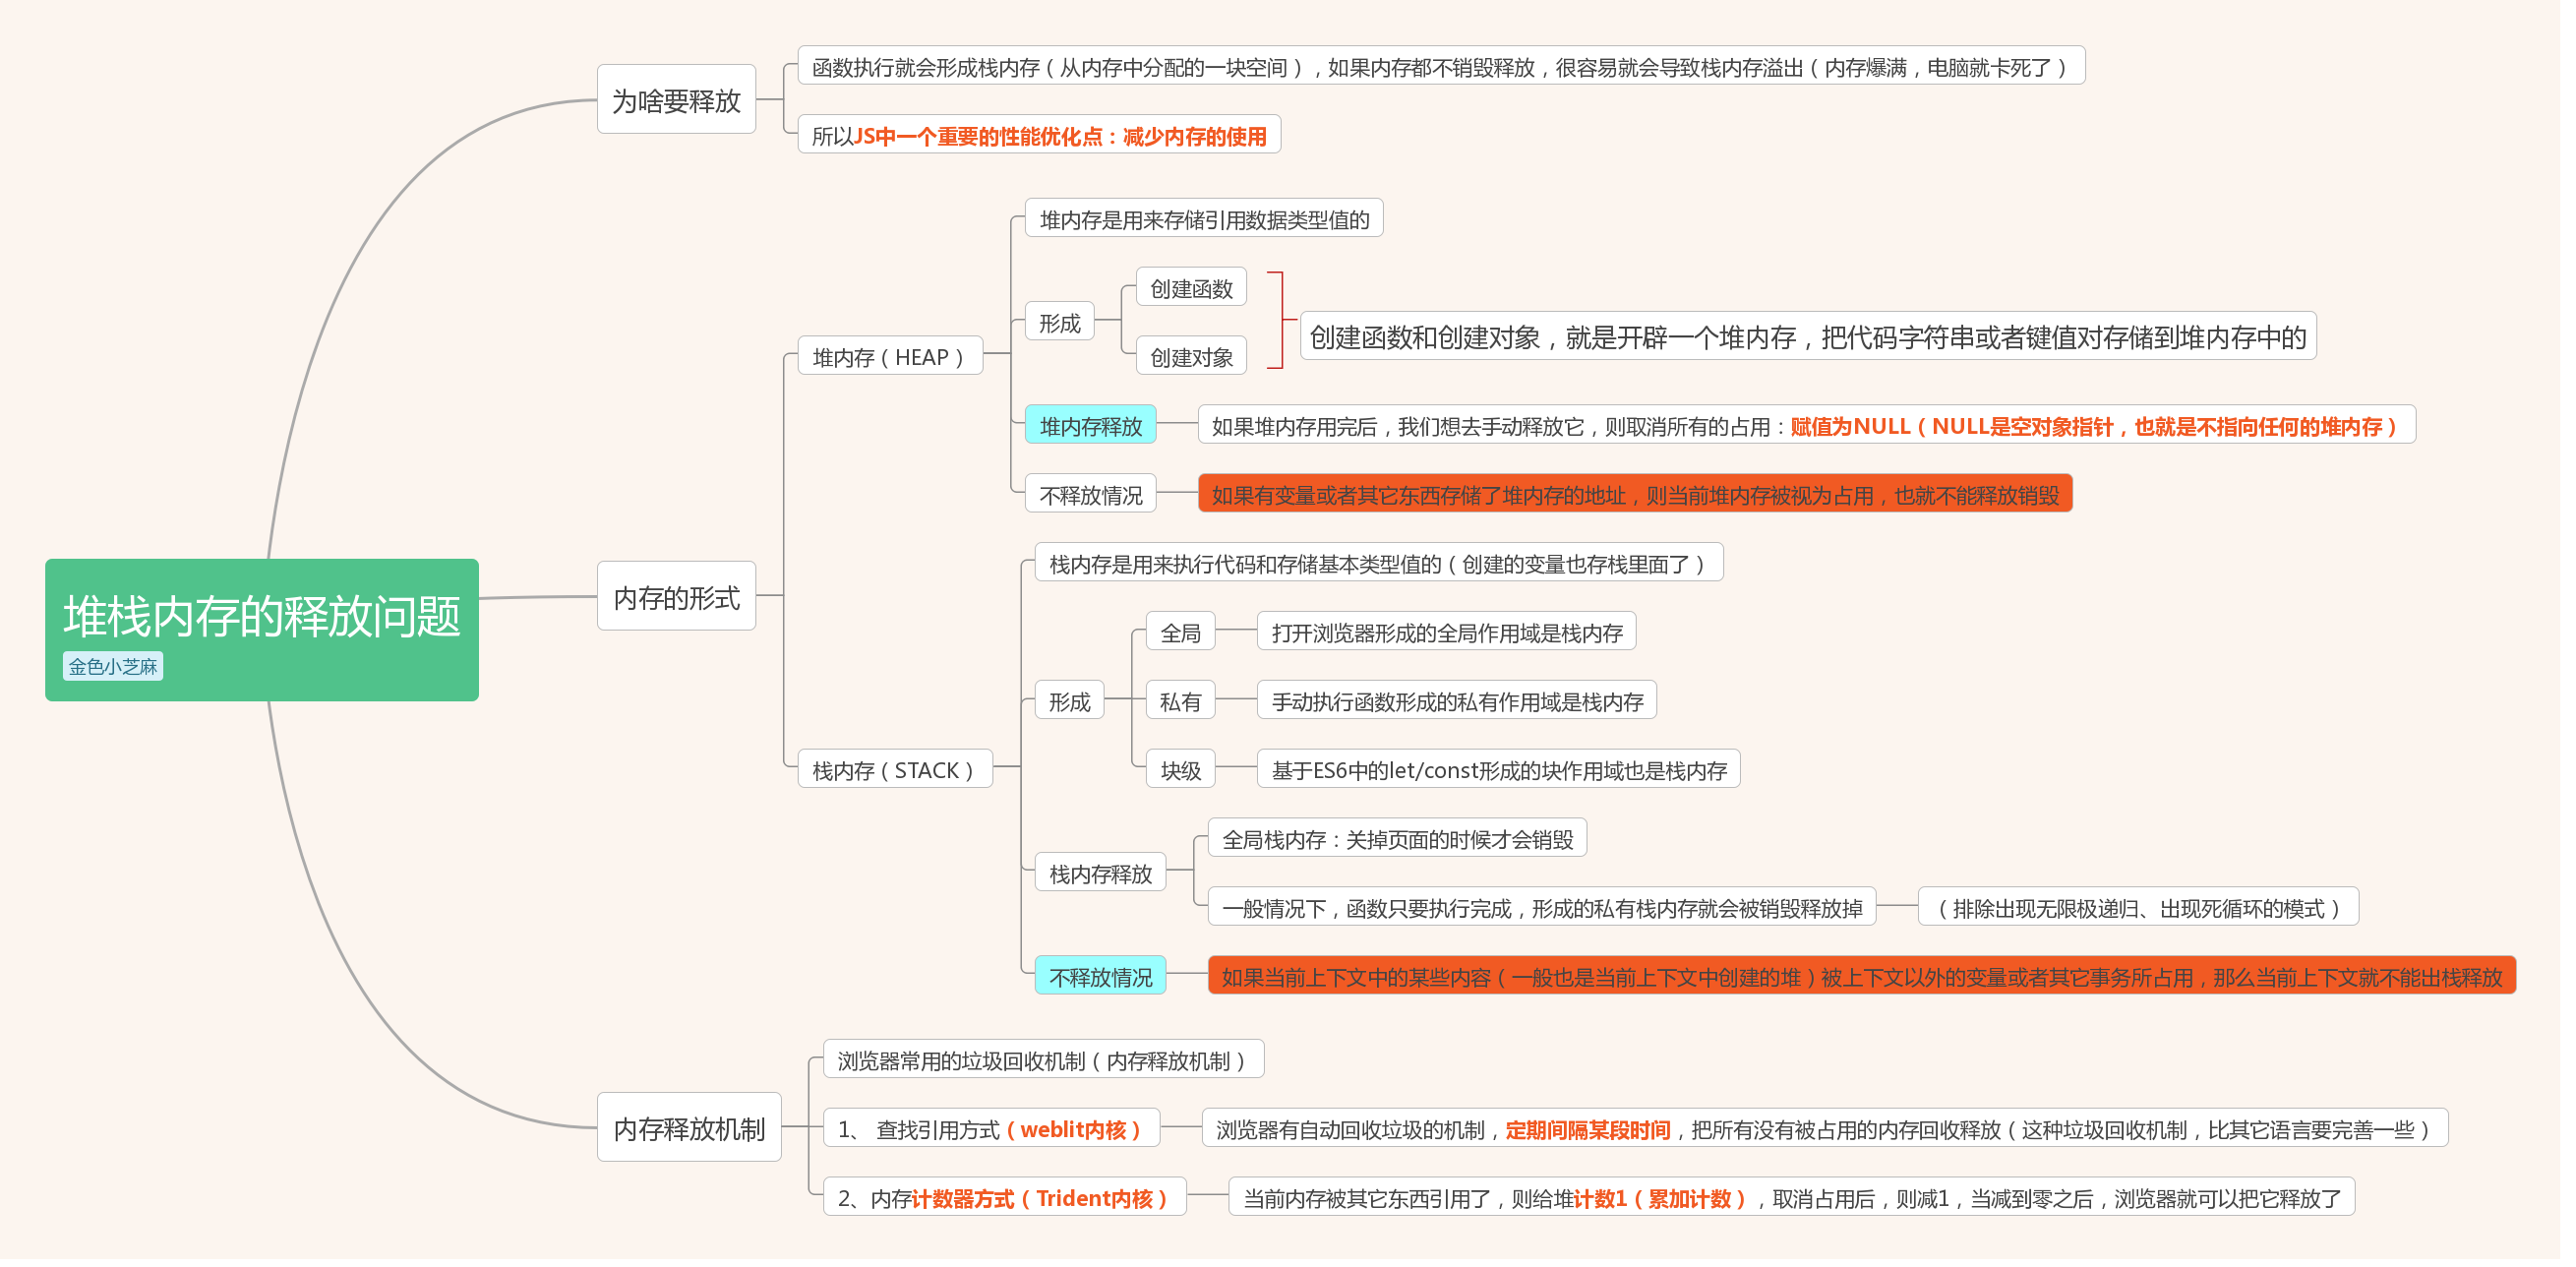 堆栈内存的释放问题
金色小芝麻
为啥要释放
函数执行就会形成栈内存（从内存中分配的一块空间），如果内存都不销毁释放，很容易就会导致栈内存溢出（内存爆满，电脑就卡死了）
所以JS中一个重要的性能优化点：减少内存的使用
内存的形式
堆内存（HEAP）
堆内存是用来存储引用数据类型值的
形成
创建函数
创建对象
创建函数和创建对象，就是开辟一个堆内存，把代码字符串或者键值对存储到堆内存中的
堆内存释放
如果堆内存用完后，我们想去手动释放它，则取消所有的占用：赋值为NULL（NULL是空对象指针，也就是不指向任何的堆内存）
不释放情况
如果有变量或者其它东西存储了堆内存的地址，则当前堆内存被视为占用，也就不能释放销毁
栈内存（STACK）
栈内存是用来执行代码和存储基本类型值的（创建的变量也存栈里面了）
形成
全局
打开浏览器形成的全局作用域是栈内存
私有
手动执行函数形成的私有作用域是栈内存
块级
基于ES6中的let/const形成的块作用域也是栈内存
栈内存释放
全局栈内存：关掉页面的时候才会销毁
一般情况下，函数只要执行完成，形成的私有栈内存就会被销毁释放掉
（排除出现无限极递归、出现死循环的模式）
不释放情况
如果当前上下文中的某些内容（一般也是当前上下文中创建的堆）被上下文以外的变量或者其它事务所占用，那么当前上下文就不能出栈释放
内存释放机制
浏览器常用的垃圾回收机制（内存释放机制）
1、 查找引用方式（weblit内核）
浏览器有自动回收垃圾的机制，定期间隔某段时间，把所有没有被占用的内存回收释放（这种垃圾回收机制，比其它语言要完善一些）
2、内存计数器方式（Trident内核）
当前内存被其它东西引用了，则给堆计数1（累加计数），取消占用后，则减1，当减到零之后，浏览器就可以把它释放了